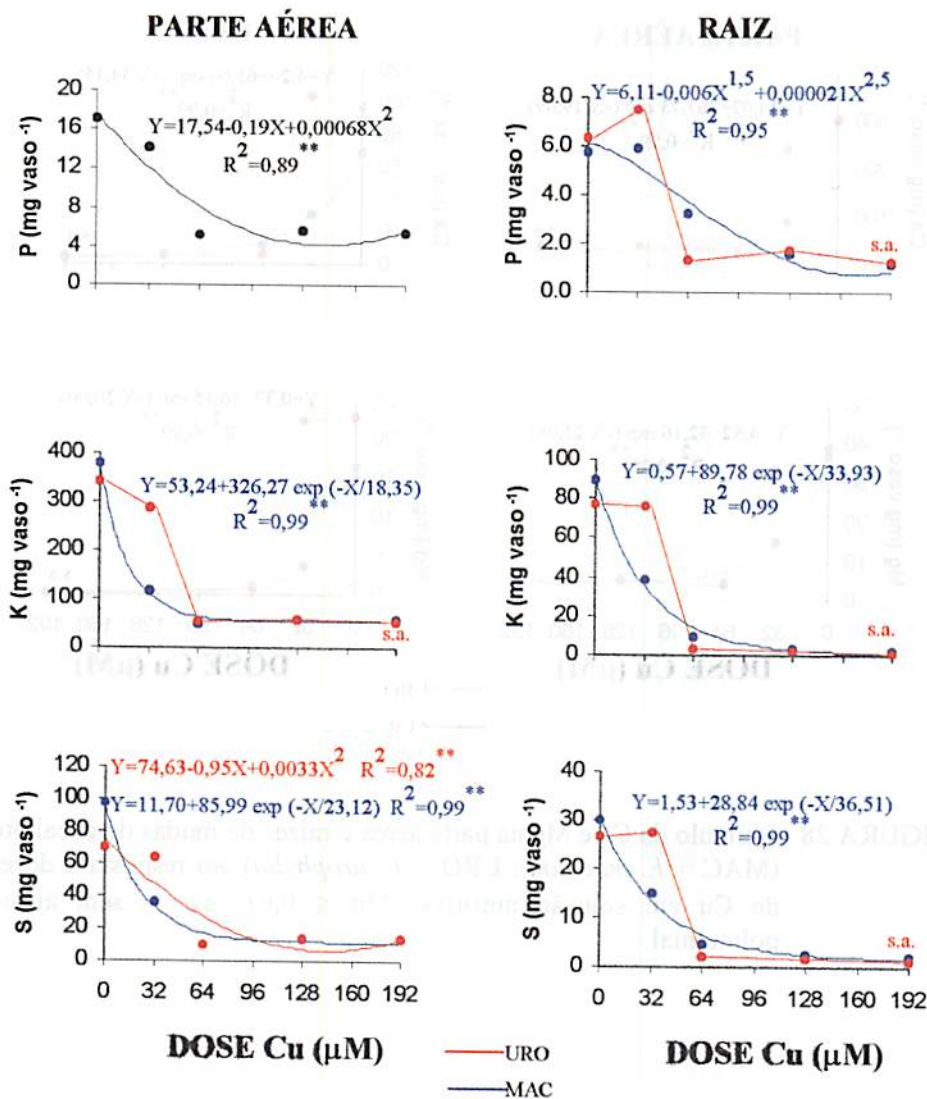 PARTE AÉREA
RAIZ
20
16
12
8
4
0
P (mg vaso -1)
Y=17,54-0,19X+0,00068X2
R2=0,89**
8.0
6.0
4.0
2.0
0.0
P (mg vaso -1)
Y=6,11-0,006X1,5+0,000021X2,5
R2=0,95**
s.a.
400
300
200
100
0
K (mg vaso -1)
Y=53,24+326,27 exp (-X/18,35)
R2=0,99**
100
80
60
40
20
0
K (mg vaso -1)
Y=0,57+89,78 exp (-X/33,93)
R2=0,99**
s.a.
120
100
80
60
40
20
0
S (mg vaso -1)
Y=74,63-0,95X+0,0033X2 R2=0,82**
Y=11,70+85,99 exp (-X/23,12) R2=0,99**
0 32 64 96 128 160 192
DOSE Cu (µM)
40
30
20
10
0
S (mg vaso -1)
Y=1,53+28,84 exp (-X/36,51)
R2=0,99**
s.a.
0 32 64 96 128 160 192
DOSE Cu (µM)
URO
MAC